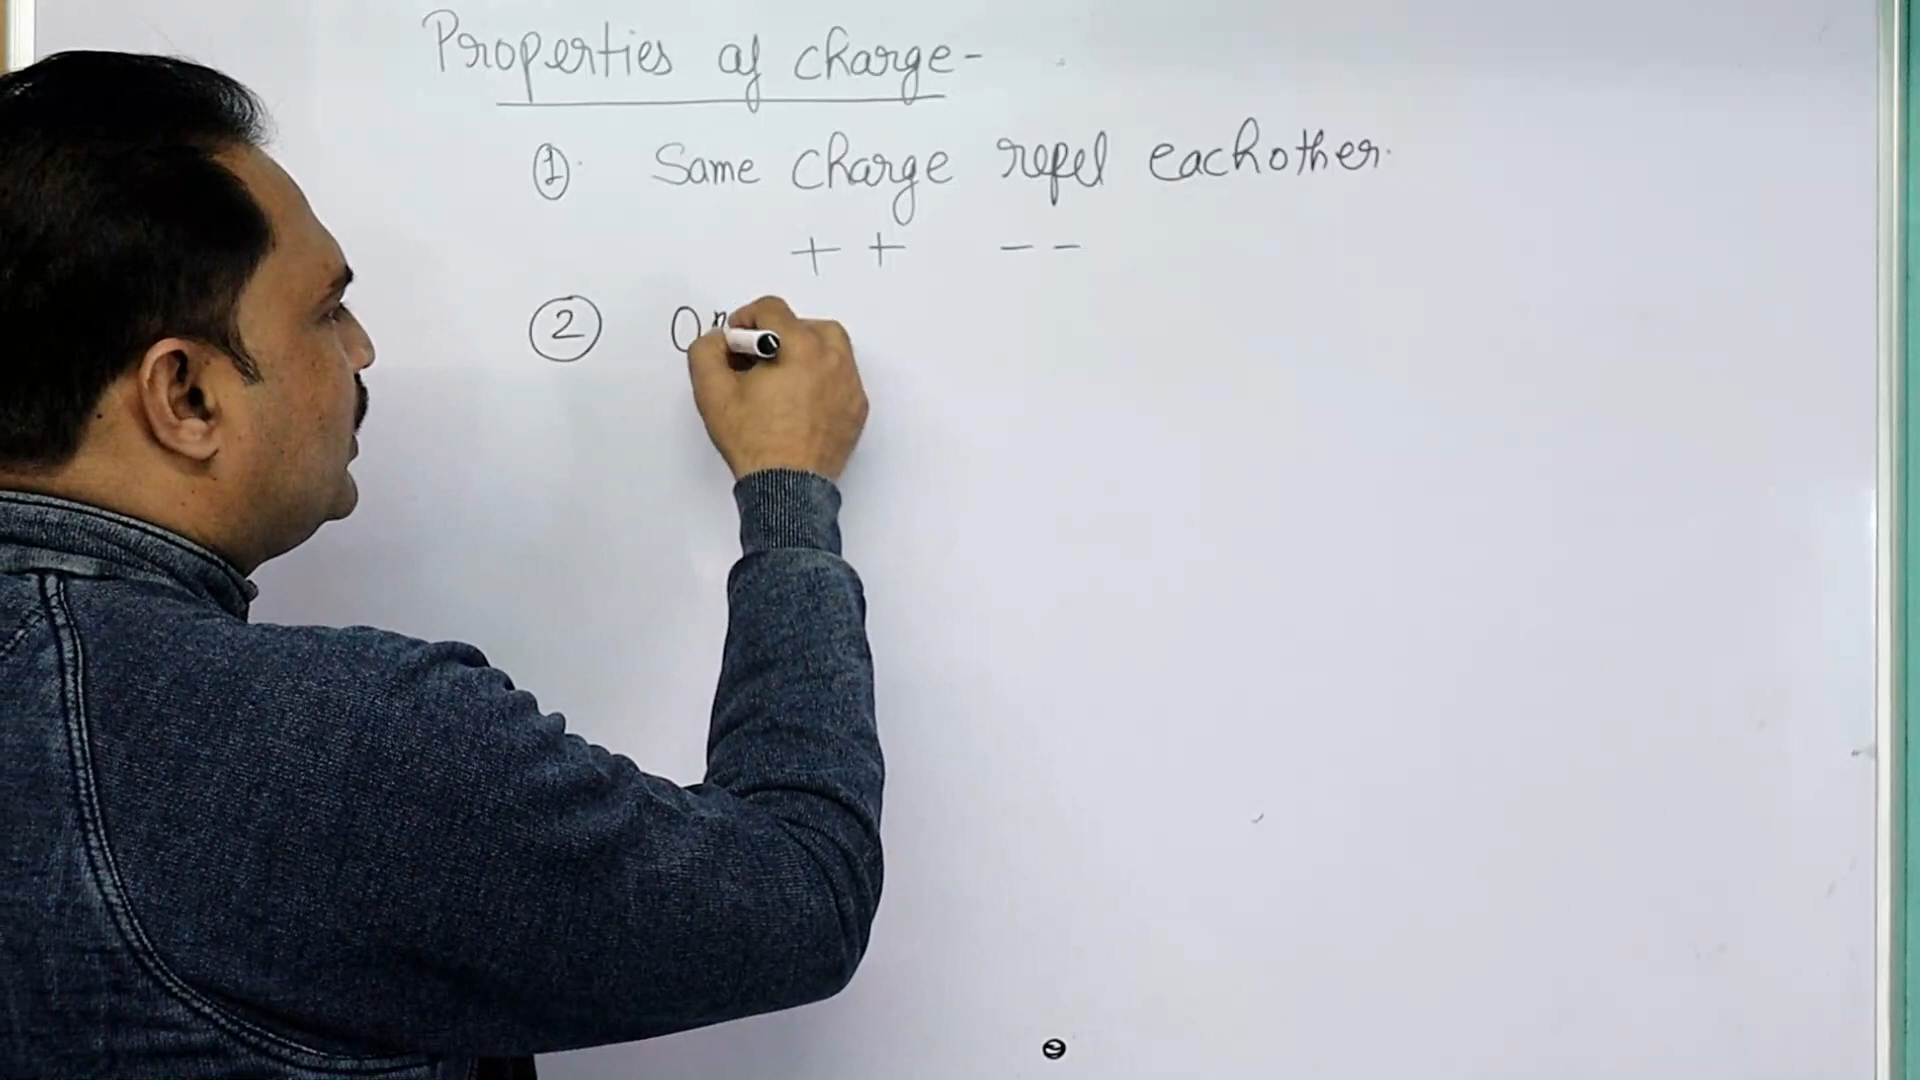 Properties of charge-
1. Same charge repel eachother.
+ + - -
2